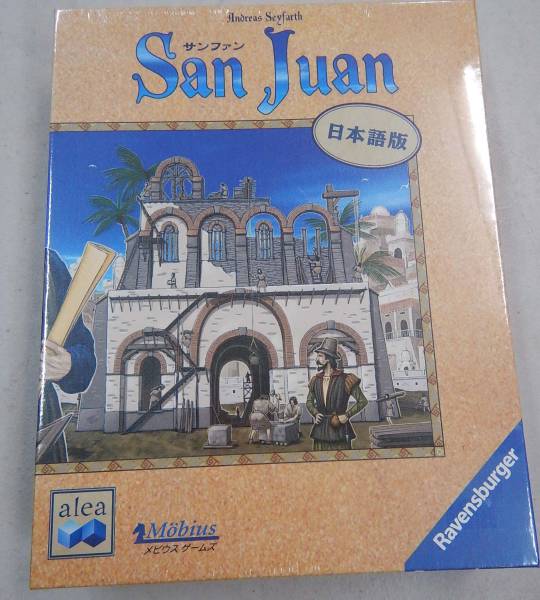 Andreas Seyfarth
サンファン
San Juan
日本語版
alea
Möbius
メビウス ゲームズ
Ravensburger